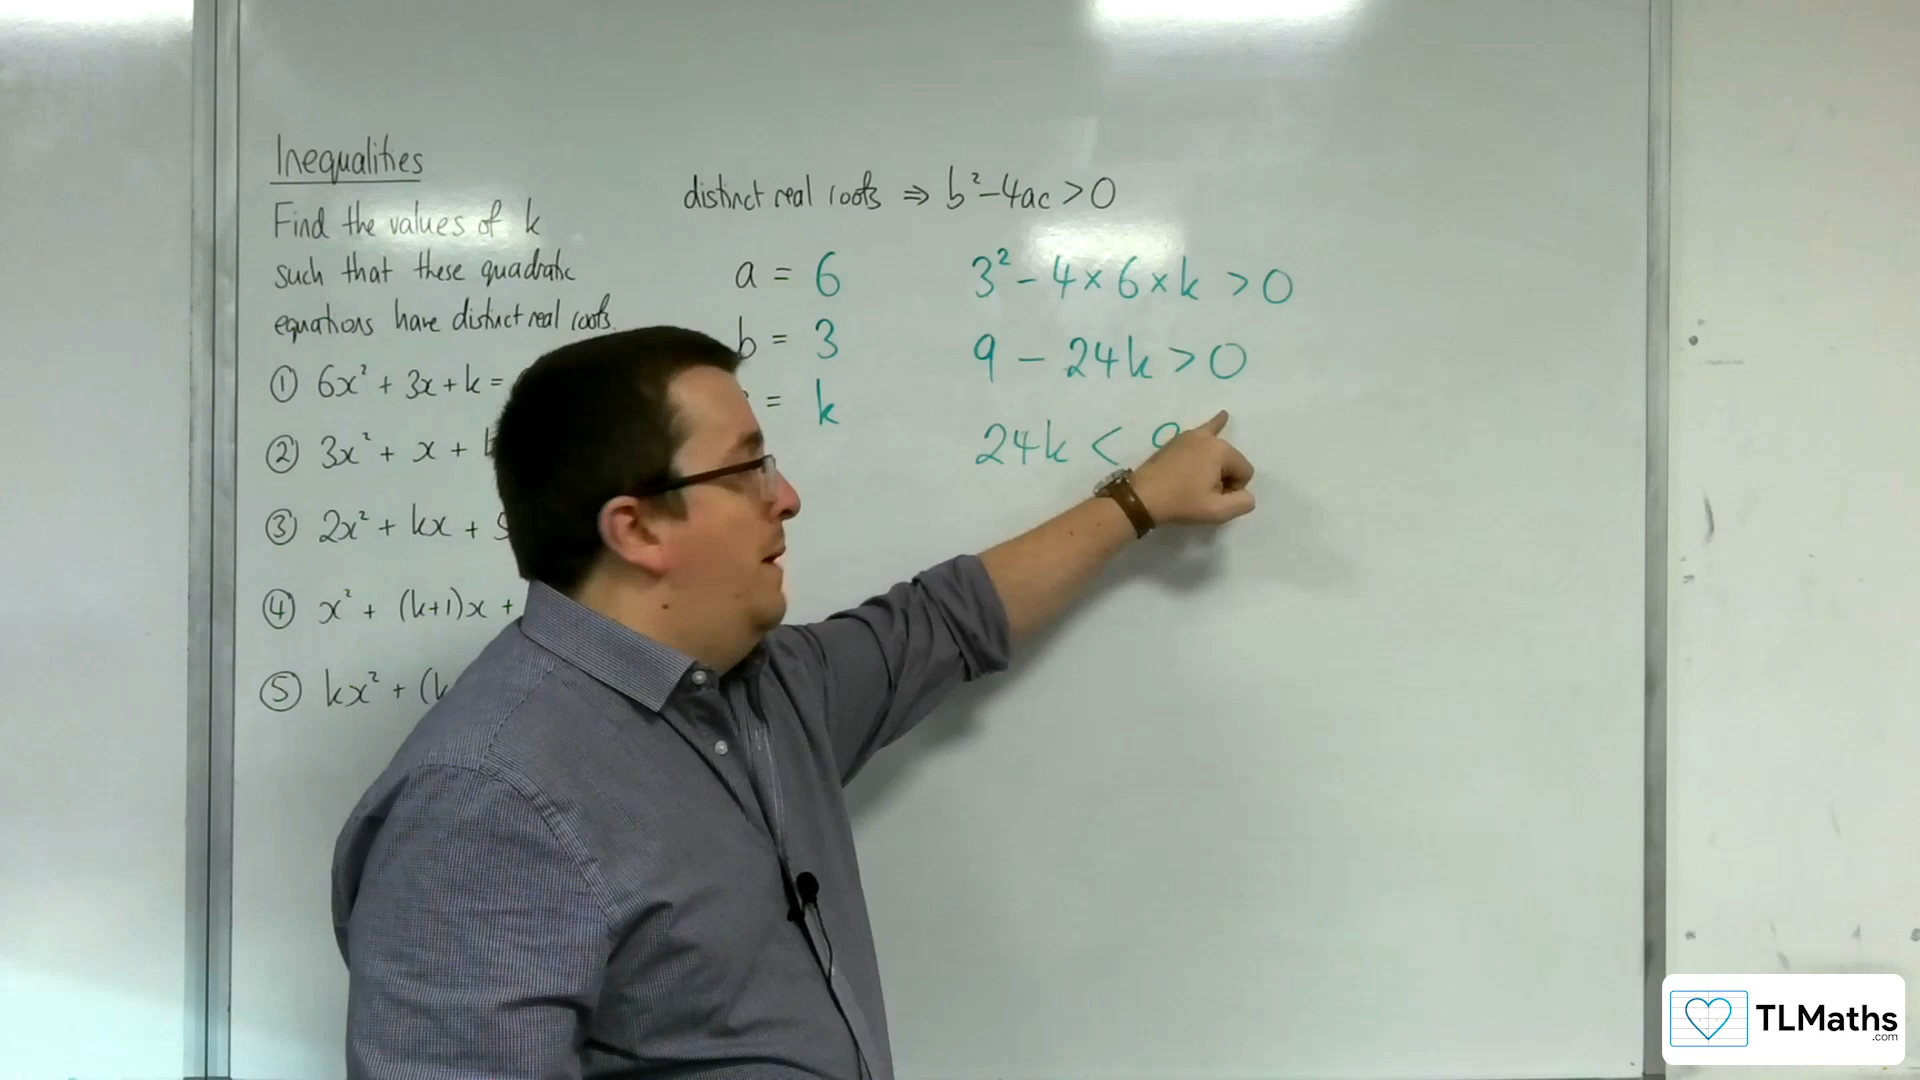 Inequalities
Find the values of k
such that these quadratic
equations have distinct real roots.
① 6x² + 3x + k =
② 3x² + x +
③ 2x² + kx +
④ x² + (k+1)x +
⑤ kx² + (k
distinct real roots ⇒ b²-4ac > 0
a = 6
b = 3
= k
3² - 4 × 6 × k > 0
9 - 24k > 0
24k <
TLMaths
.com